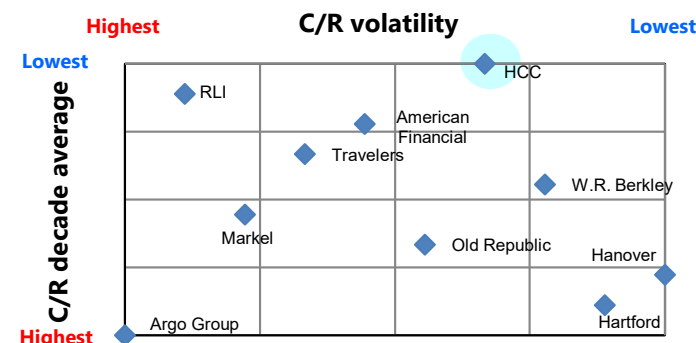 C/R volatility
Highest
Lowest
Lowest
C/R decade average
Highest
HCC
RLI
American
Financial
Travelers
W.R. Berkley
Markel
Old Republic
Hanover
Argo Group
Hartford